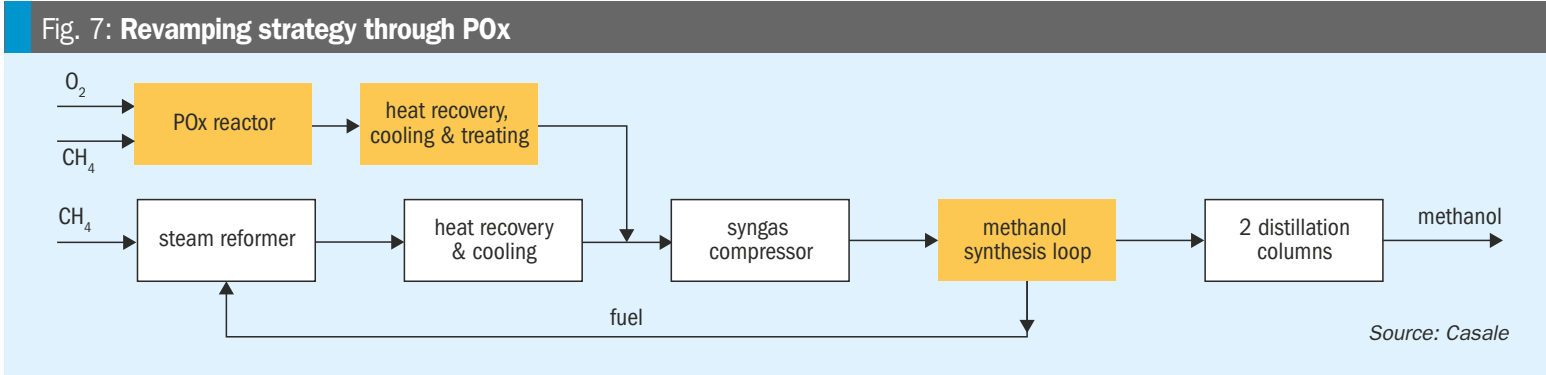 Fig. 7: Revamping strategy through POx
O₂
CH₄
POx reactor
heat recovery,
cooling & treating
CH₄
steam reformer
heat recovery
& cooling
syngas
compressor
methanol
synthesis loop
2 distillation
columns
methanol
fuel
Source: Casale